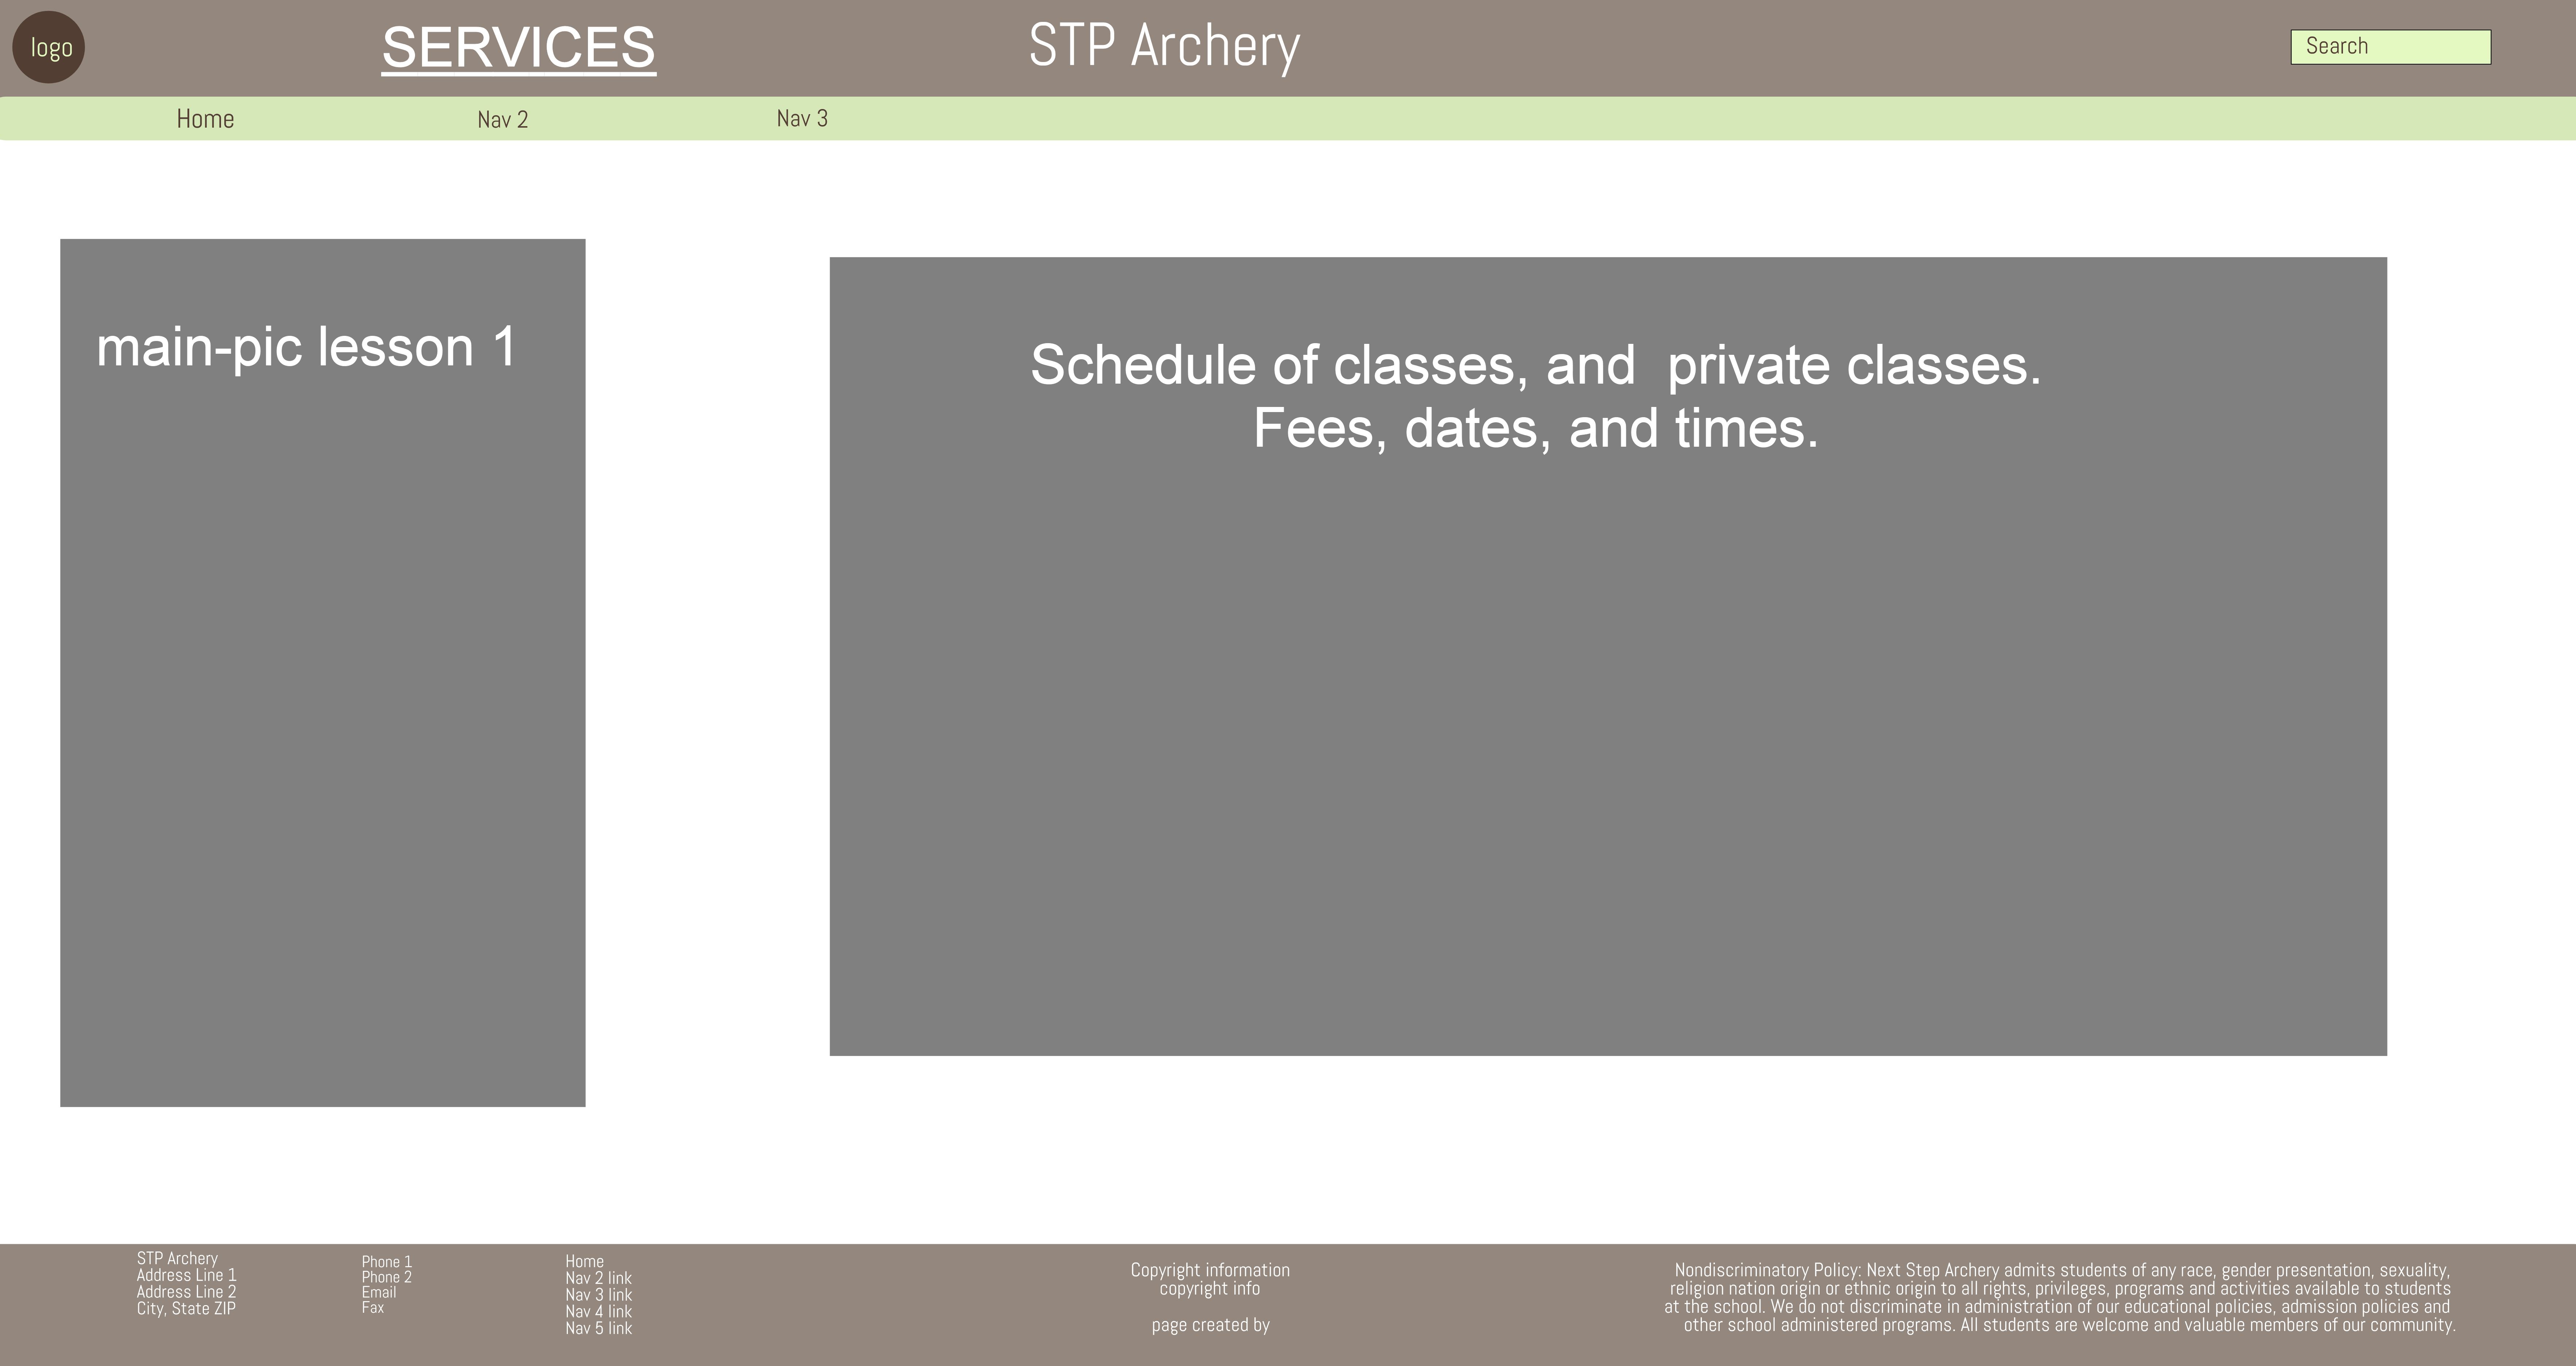 logo
SERVICES
STP Archery
Search
Home
Nav 2
Nav 3
main-pic lesson 1
Schedule of classes, and  private classes.
Fees, dates, and times.
STP Archery
Address Line 1
Address Line 2
City, State ZIP
Phone 1
Phone 2
Email
Fax
Home
Nav 2 link
Nav 3 link
Nav 4 link
Nav 5 link
Copyright information
copyright info
page created by
Nondiscriminatory Policy: Next Step Archery admits students of any race, gender presentation, sexuality,
religion nation origin or ethnic origin to all rights, privileges, programs and activities available to students
at the school. We do not discriminate in administration of our educational policies, admission policies and
other school administered programs. All students are welcome and valuable members of our community.